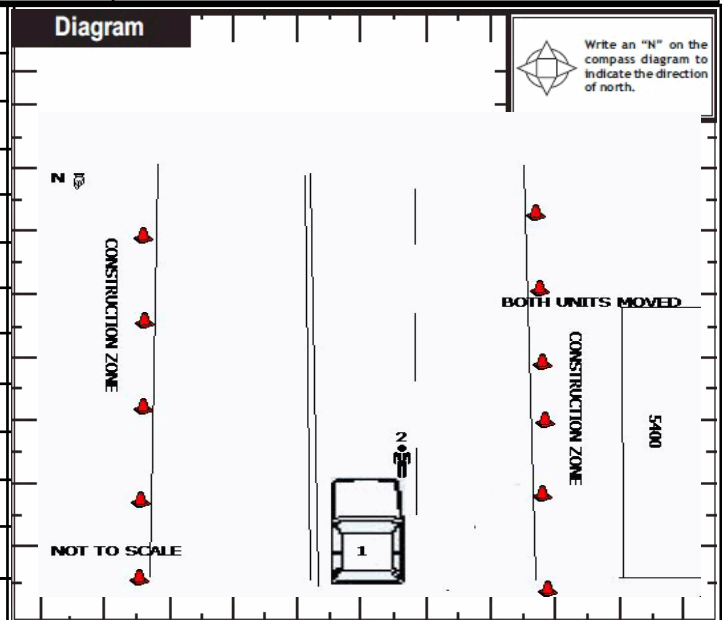 Diagram
Write an "N" on the
compass diagram to
indicate the direction
of north.
N
CONSTRUCTION ZONE
BOTH UNITS MOVED
CONSTRUCTION ZONE
5400
2
1
NOT TO SCALE